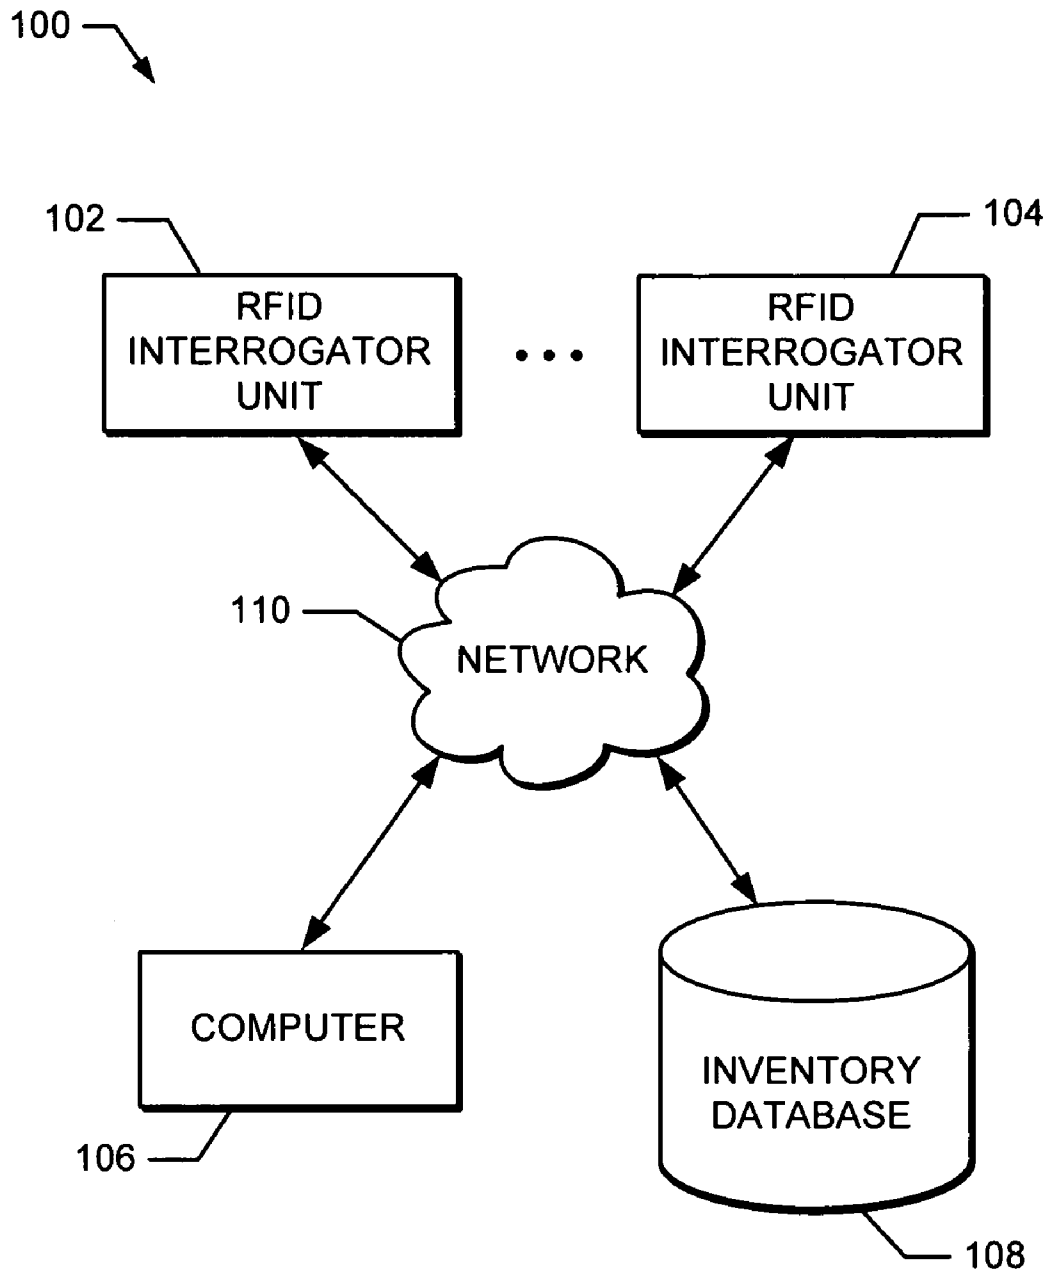 100
102
104
RFID
INTERROGATOR
UNIT
RFID
INTERROGATOR
UNIT
110
NETWORK
COMPUTER
INVENTORY
DATABASE
106
108